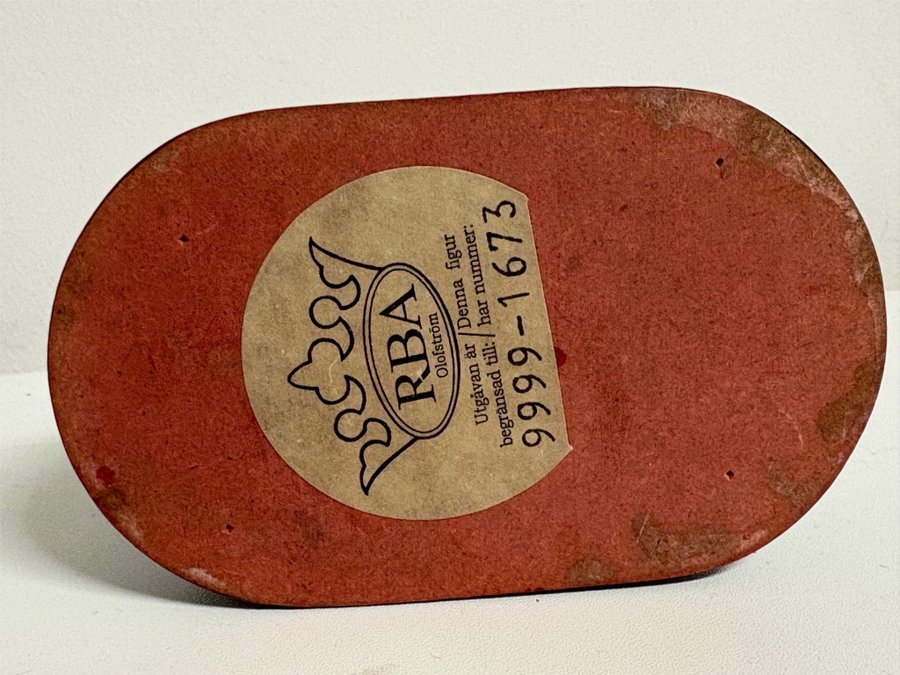 RBA
Olofström
Utgåvan är / Denna figur
begränsad till: / har nummer:
9999-1673